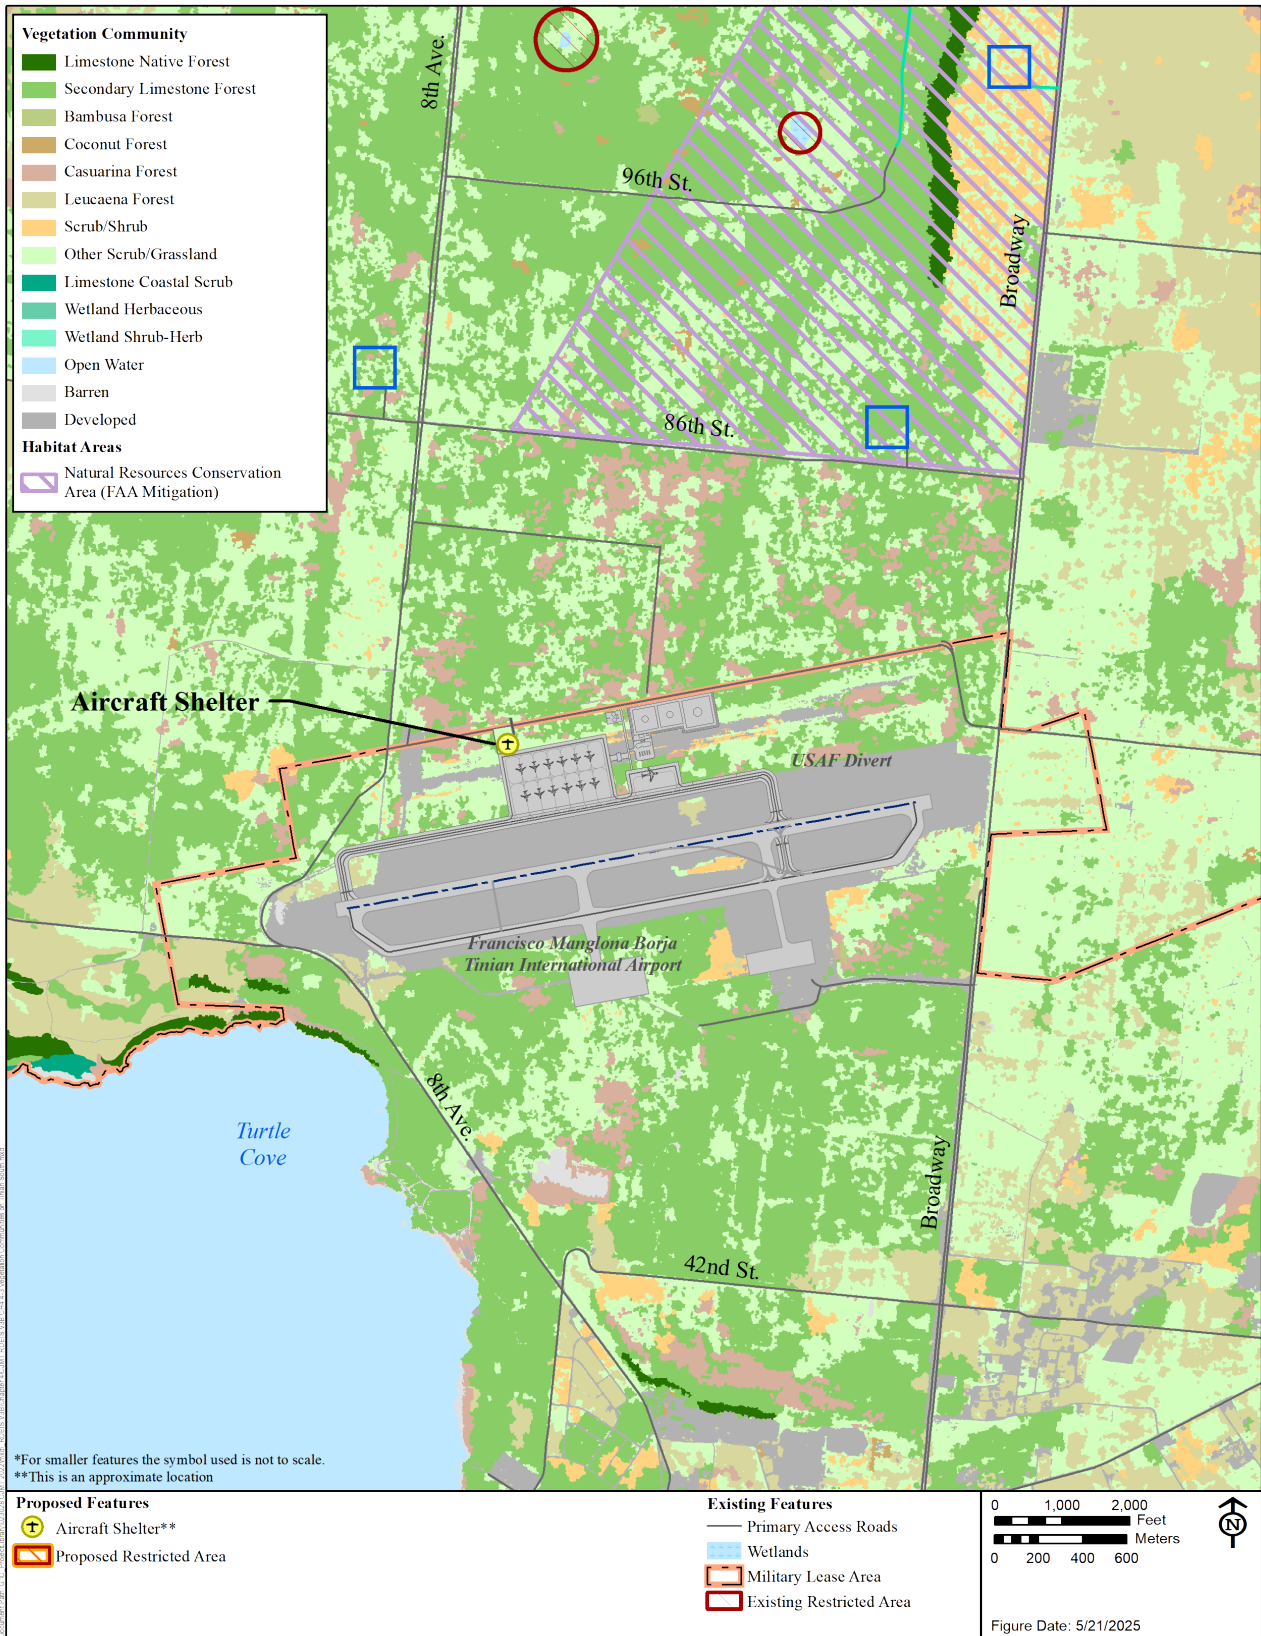 Vegetation Community
Limestone Native Forest
Secondary Limestone Forest
Bambusa Forest
Coconut Forest
Casuarina Forest
Leucaena Forest
Scrub/Shrub
Other Scrub/Grassland
Limestone Coastal Scrub
Wetland Herbaceous
Wetland Shrub-Herb
Open Water
Barren
Developed
Habitat Areas
Natural Resources Conservation
Area (FAA Mitigation)
8th Ave.
96th St.
Broadway
86th St.
Aircraft Shelter
USAF Divert
Francisco Manglona Borja
Tinian International Airport
8th Ave.
Turtle
Cove
Broadway
42nd St.
*For smaller features the symbol used is not to scale.
**This is an approximate location
Proposed Features
Aircraft Shelter**
Proposed Restricted Area
Existing Features
Primary Access Roads
Wetlands
Military Lease Area
Existing Restricted Area
0 1,000 2,000
Feet
Meters
0 200 400 600
N
Figure Date: 5/21/2025